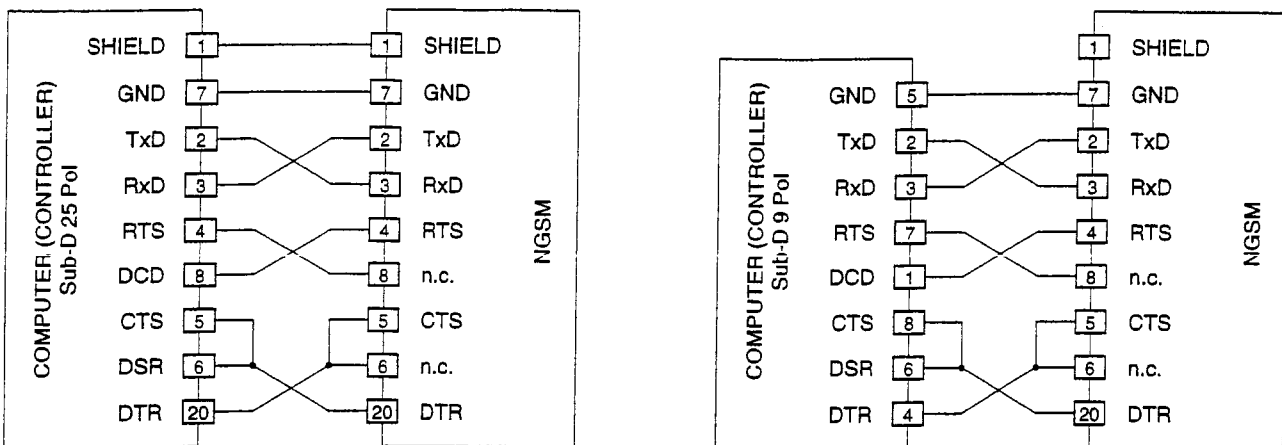 COMPUTER (CONTROLLER)
Sub-D 25 Pol
SHIELD 1 1 SHIELD
GND 7 7 GND
TxD 2 2 TxD
RxD 3 3 RxD
RTS 4 4 RTS
DCD 8 8 n.c.
CTS 5 5 CTS
DSR 6 6 n.c.
DTR 20 20 DTR
NGSM
COMPUTER (CONTROLLER)
Sub-D 9 Pol
1 SHIELD
GND 5 7 GND
TxD 2 2 TxD
RxD 3 3 RxD
RTS 7 4 RTS
DCD 1 8 n.c.
CTS 8 5 CTS
DSR 6 6 n.c.
DTR 4 20 DTR
NGSM